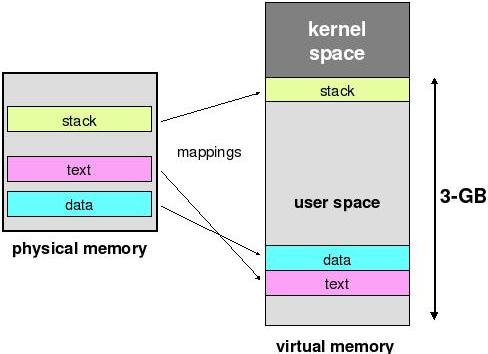 kernel
space
stack
stack
text
data
mappings
user space
3-GB
data
text
physical memory
virtual memory